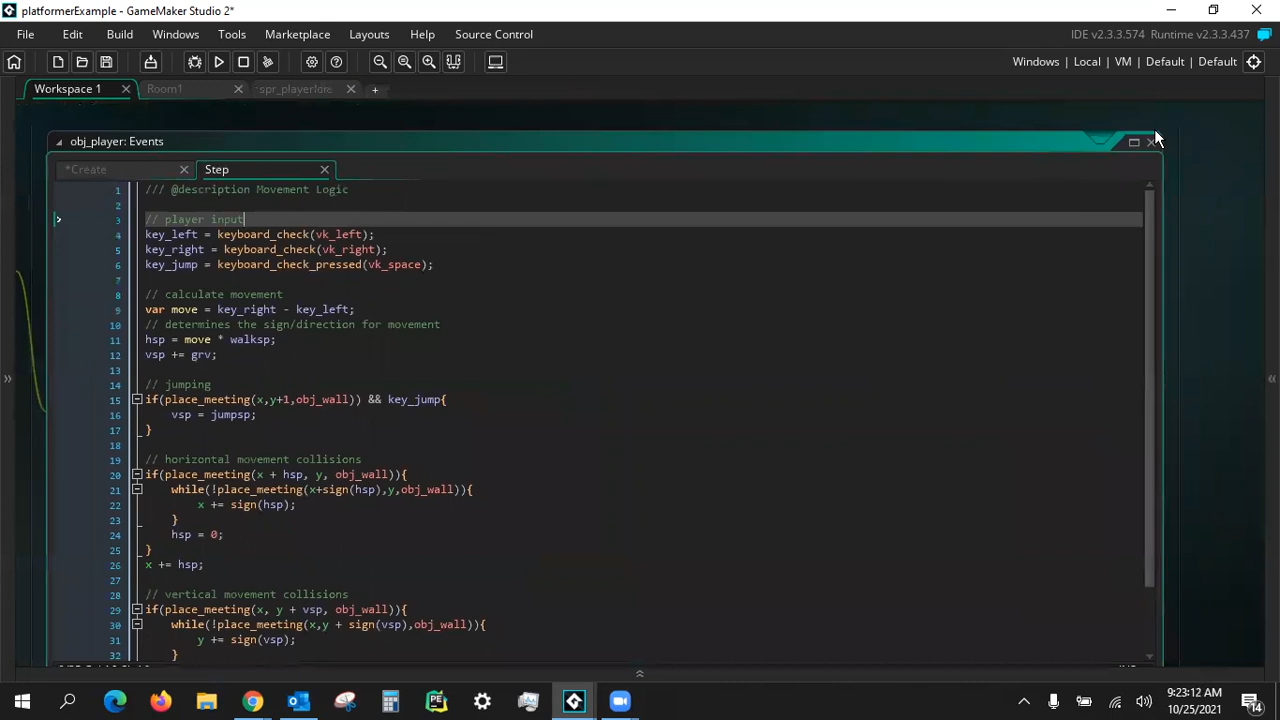 platformerExample - GameMaker Studio 2*
File Edit Build Windows Tools Marketplace Layouts Help Source Control
IDE v2.3.3.574 Runtime v2.3.3.437
Windows | Local | VM | Default | Default
Workspace 1 Room1
obj_player: Events
*Create Step
1 /// @description Movement Logic
2
3 // player input
4 key_left = keyboard_check(vk_left);
5 key_right = keyboard_check(vk_right);
6 key_jump = keyboard_check_pressed(vk_space);
7
8 // calculate movement
9 var move = key_right - key_left;
10 // determines the sign/direction for movement
11 hsp = move * walksp;
12 vsp += grv;
13
14 // jumping
15 if(place_meeting(x,y+1,obj_wall)) && key_jump{
16 vsp = jumpsp;
17 }
18
19 // horizontal movement collisions
20 if(place_meeting(x + hsp, y, obj_wall)){
21 while(!place_meeting(x+sign(hsp),y,obj_wall)){
22 x += sign(hsp);
23 }
24 hsp = 0;
25 }
26 x += hsp;
27
28 // vertical movement collisions
29 if(place_meeting(x, y + vsp, obj_wall)){
30 while(!place_meeting(x,y + sign(vsp),obj_wall)){
31 y += sign(vsp);
32 }
9:23:12 AM
10/25/2021
14